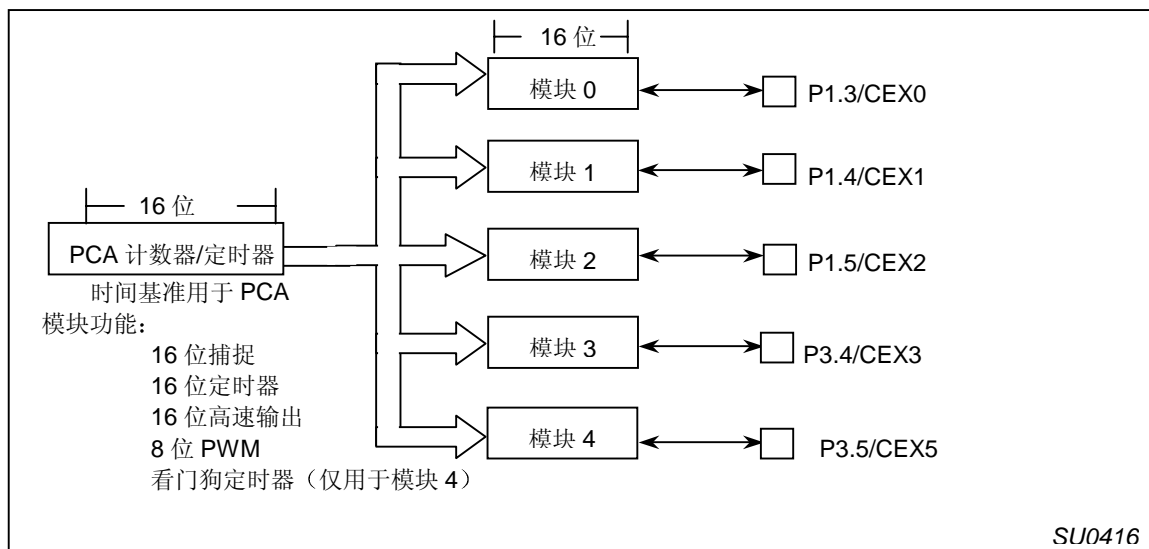 16 位
模块 0
P1.3/CEX0
模块 1
P1.4/CEX1
16 位
PCA 计数器/定时器
模块 2
P1.5/CEX2
时间基准用于 PCA
模块功能：
模块 3
P3.4/CEX3
16 位捕捉
16 位定时器
16 位高速输出
模块 4
P3.5/CEX5
8 位 PWM
看门狗定时器（仅用于模块 4）
SU0416